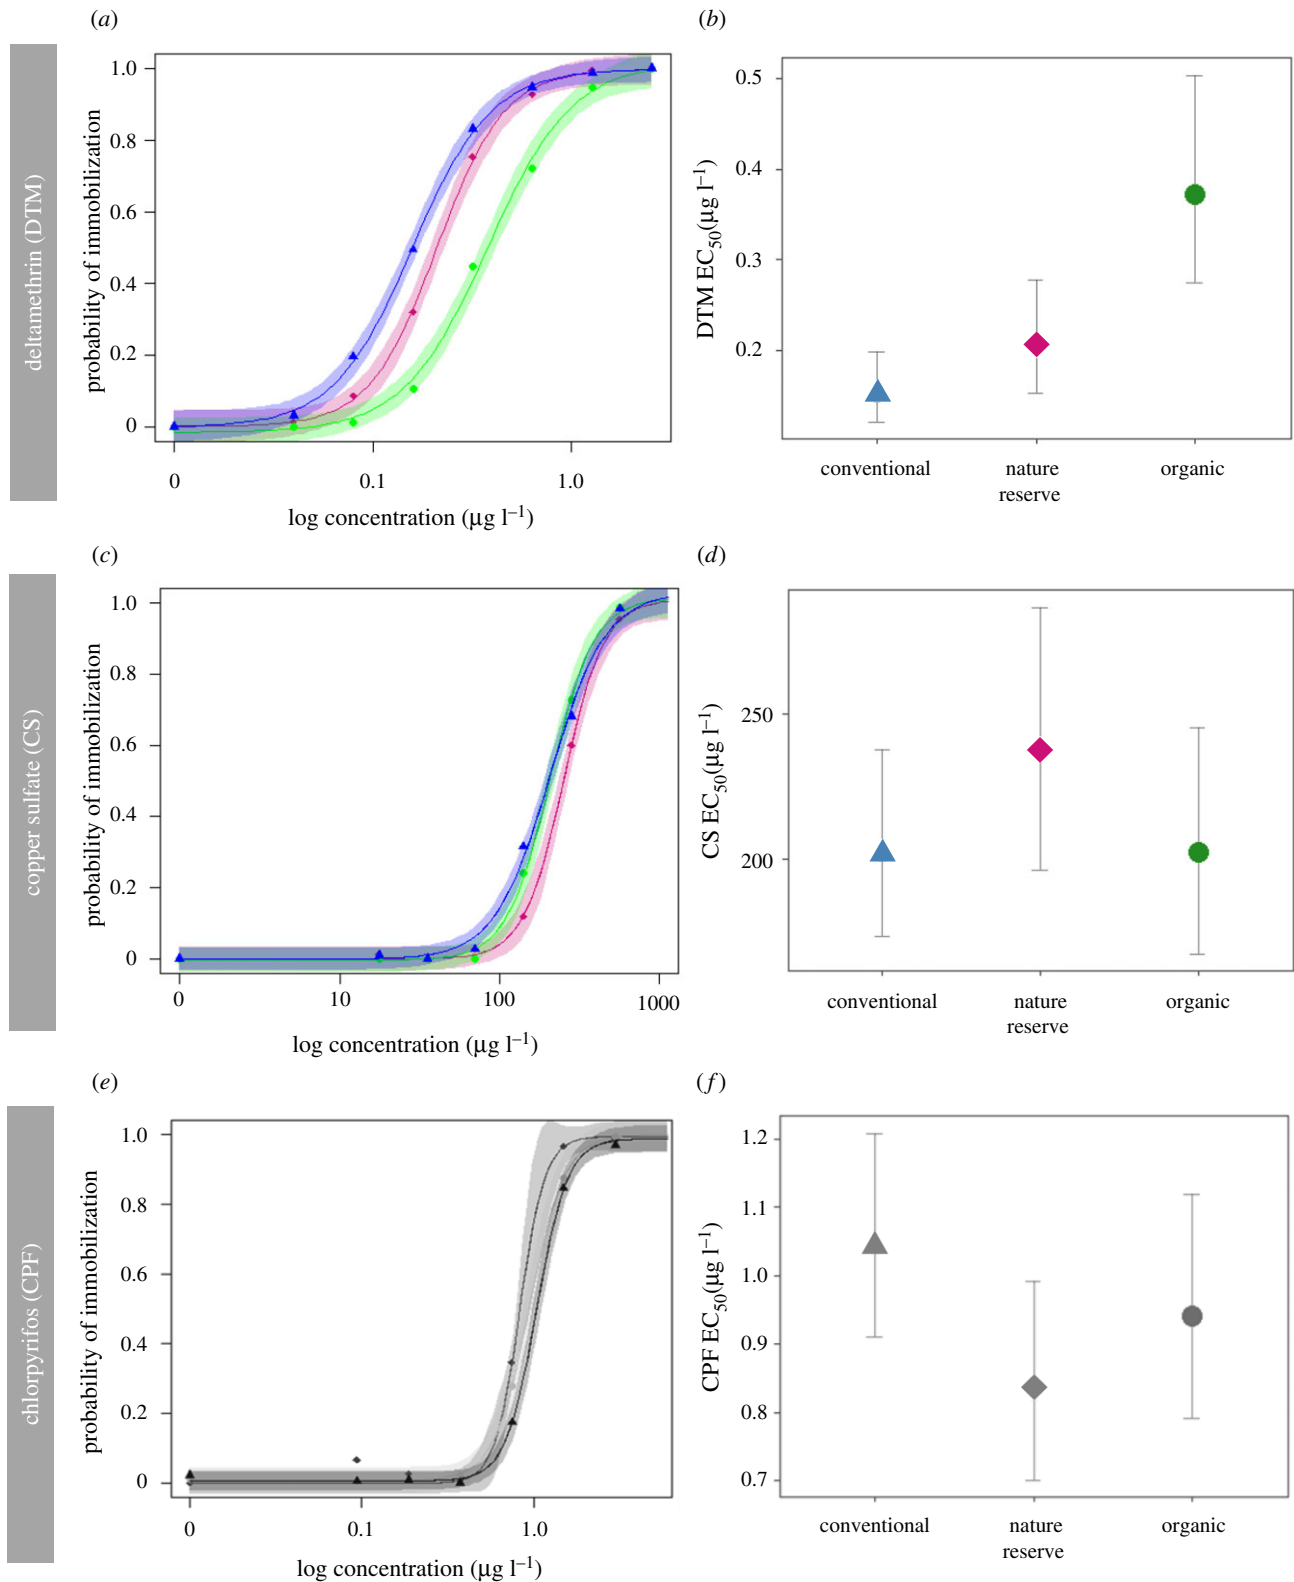 (a)
(b)
deltamethrin (DTM)
probability of immobilization
1.0
0.8
0.6
0.4
0.2
0
0
0.1
1.0
log concentration (µg l⁻¹)
DTM EC₅₀(µg l⁻¹)
0.5
0.4
0.3
0.2
conventional
nature
reserve
organic
(c)
(d)
copper sulfate (CS)
probability of immobilization
1.0
0.8
0.6
0.4
0.2
0
0
10
100
1000
log concentration (µg l⁻¹)
CS EC₅₀(µg l⁻¹)
250
200
conventional
nature
reserve
organic
(e)
(f)
chlorpyrifos (CPF)
probability of immobilization
1.0
0.8
0.6
0.4
0.2
0
0
0.1
1.0
log concentration (µg l⁻¹)
CPF EC₅₀(µg l⁻¹)
1.2
1.1
1.0
0.9
0.8
0.7
conventional
nature
reserve
organic